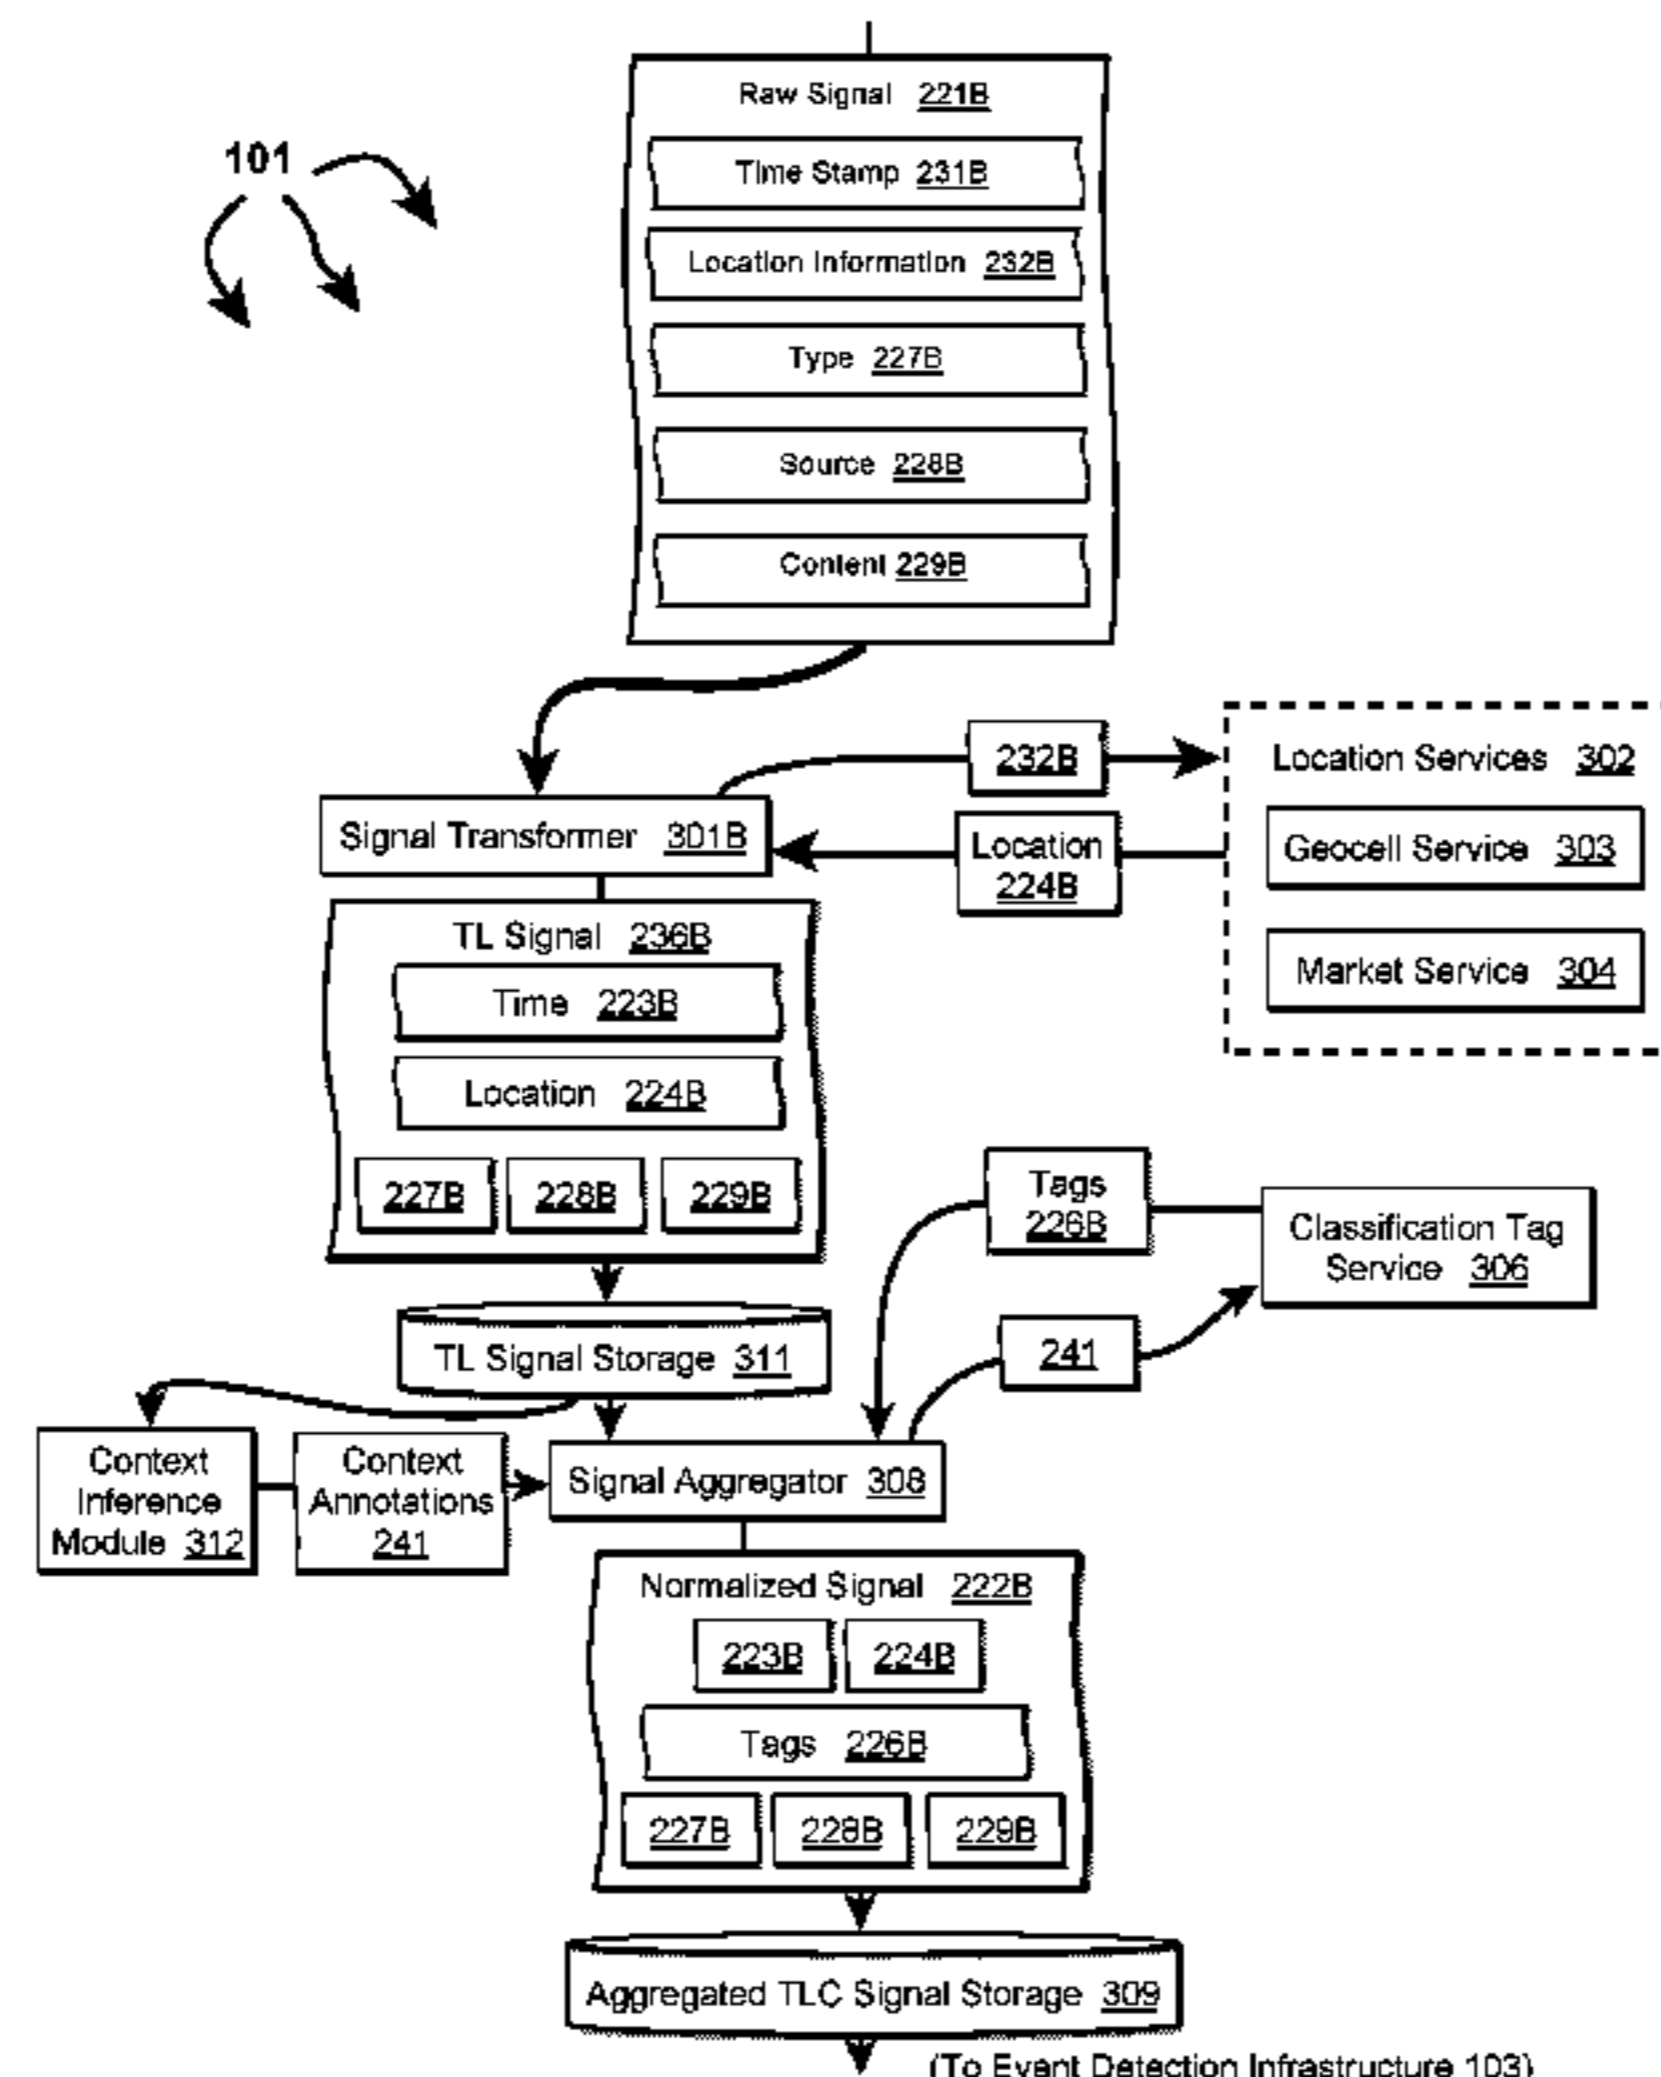 Raw Signal 221B
101
Time Stamp 231B
Location Information 232B
Type 227B
Source 228B
Content 229B
232B
Location Services 302
Signal Transformer 301B
Location
224B
Geocell Service 303
Market Service 304
TL Signal 236B
Time 223B
Location 224B
227B 228B 229B
Tags
226B
Classification Tag
Service 306
241
TL Signal Storage 311
Context
Inference
Module 312
Context
Annotations
241
Signal Aggregator 308
Normalized Signal 222B
223B 224B
Tags 226B
227B 228B 229B
Aggregated TLC Signal Storage 309
(To Event Detection Infrastructure 103)